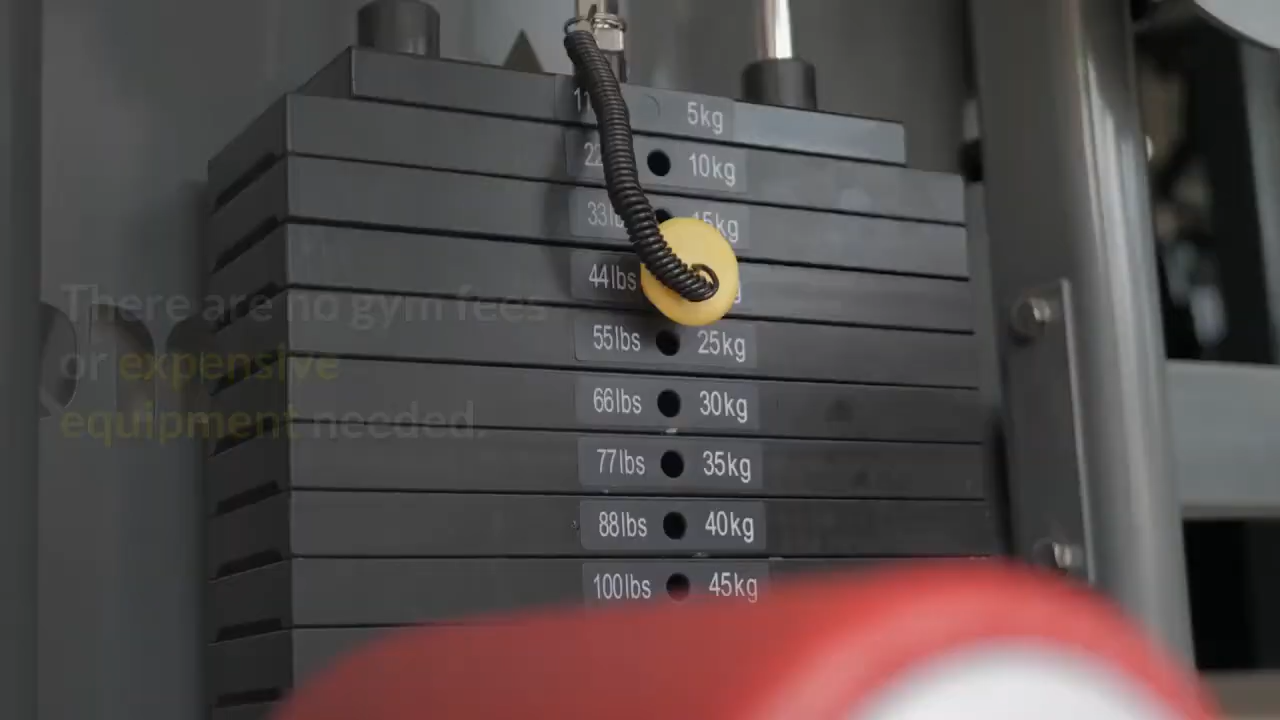 There are no gym fees
or expensive
equipment needed.
5kg
10kg
44lbs
55lbs 25kg
66lbs 30kg
77lbs 35kg
88lbs 40kg
100lbs 45kg